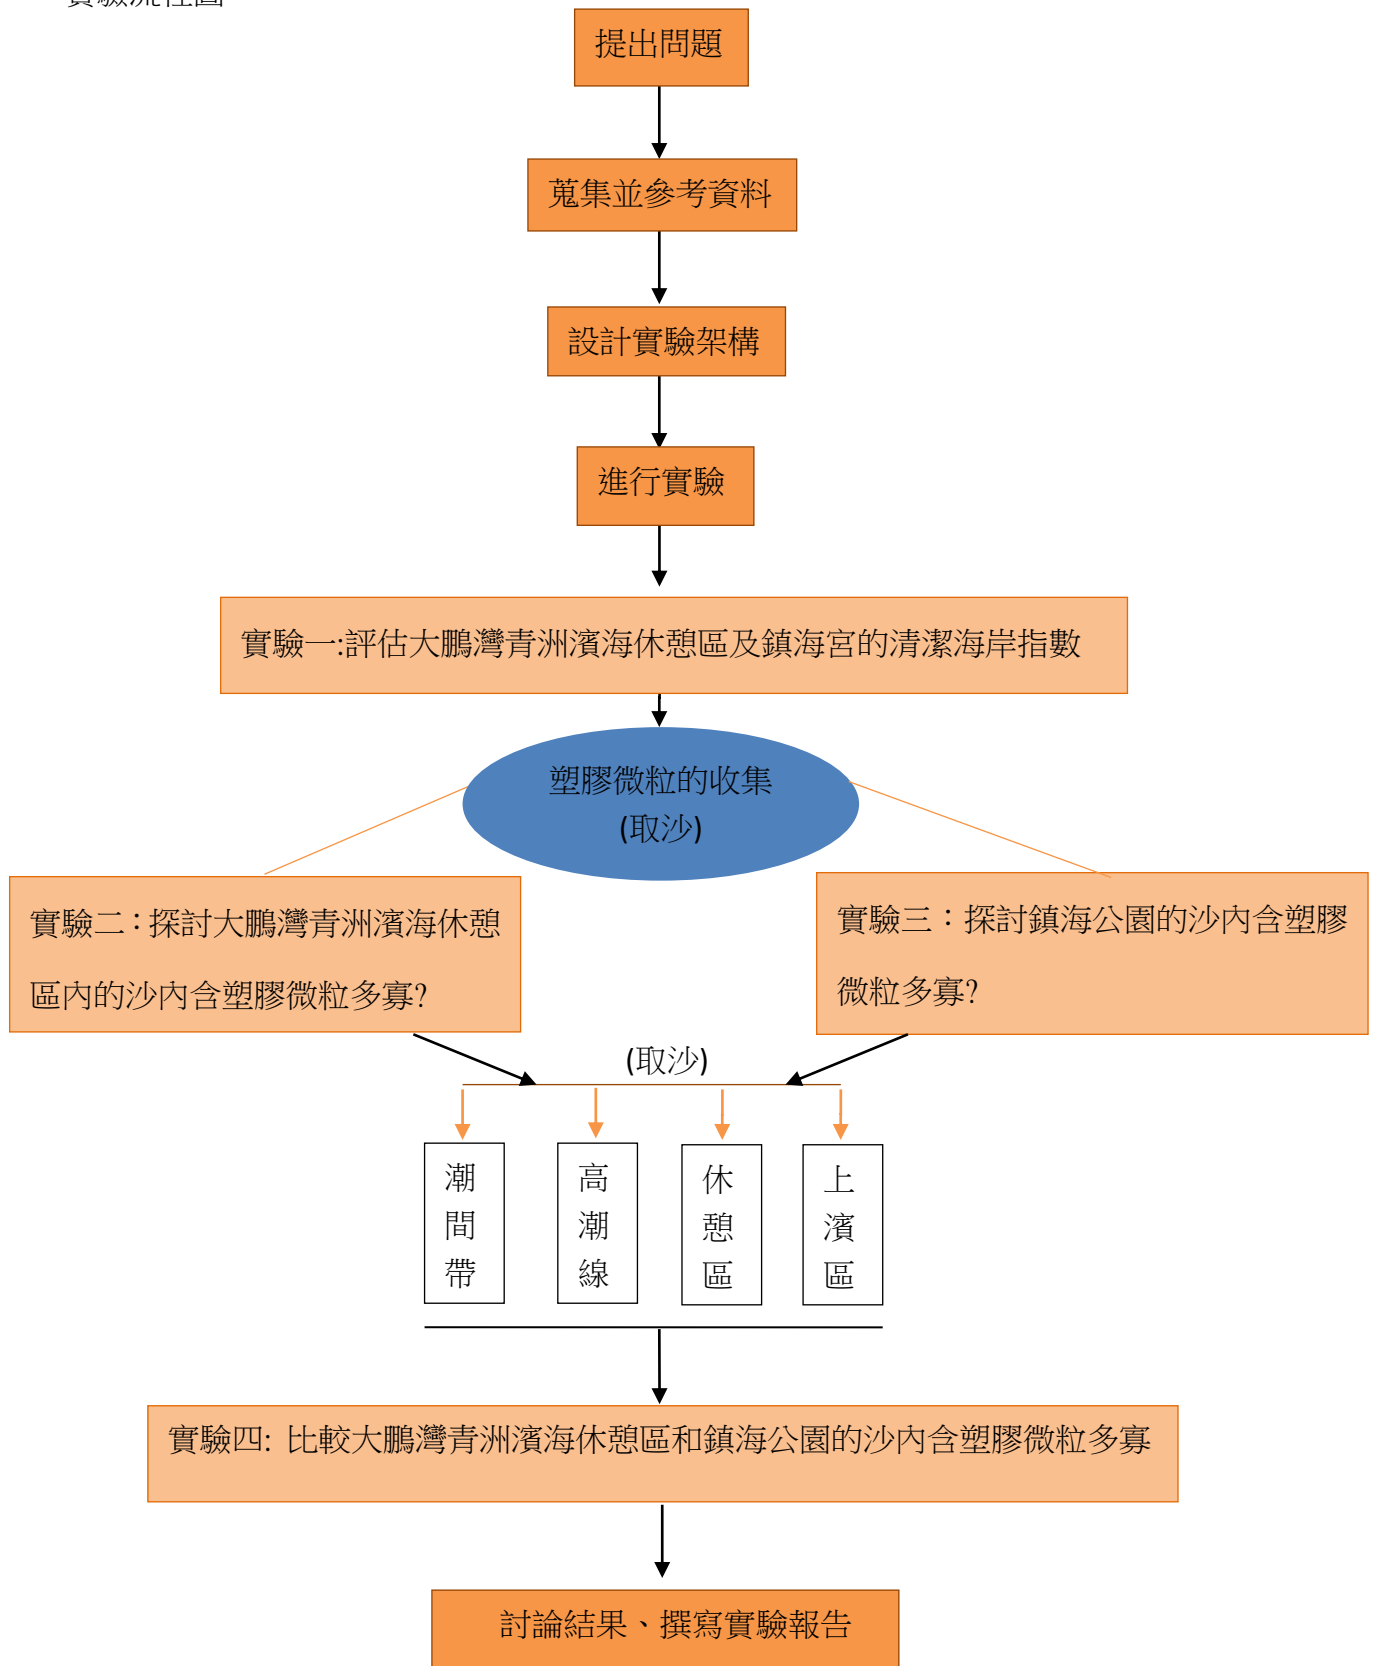 實驗流程圖
提出問題
蒐集並參考資料
設計實驗架構
進行實驗
實驗一:評估大鵬灣青洲濱海休憩區及鎮海宮的清潔海岸指數
塑膠微粒的收集
(取沙)
實驗二：探討大鵬灣青洲濱海休憩
區內的沙內含塑膠微粒多寡?
實驗三：探討鎮海公園的沙內含塑膠
微粒多寡?
(取沙)
潮間帶
高潮線
休憩區
上濱區
實驗四: 比較大鵬灣青洲濱海休憩區和鎮海公園的沙內含塑膠微粒多寡
討論結果、撰寫實驗報告